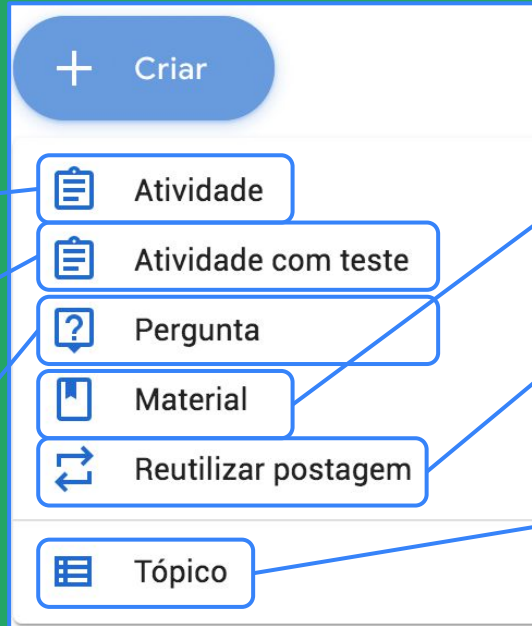 Criar
Atividade
Atividade com teste
Pergunta
Material
Reutilizar postagem
Tópico